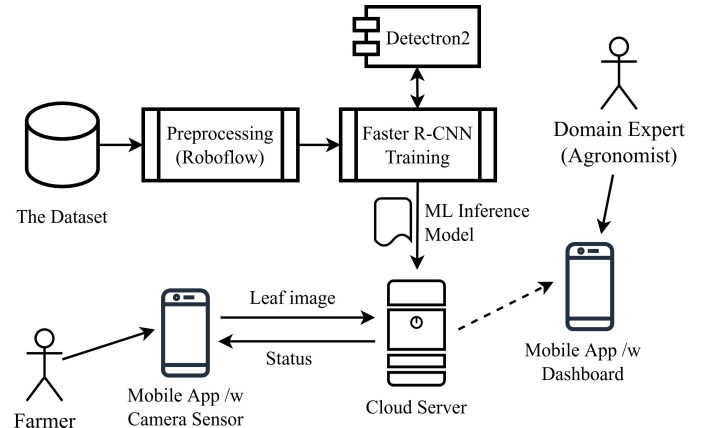 Detectron2
Preprocessing
(Roboflow)
Faster R-CNN
Training
Domain Expert
(Agronomist)
The Dataset
ML Inference
Model
Leaf image
Status
Mobile App /w
Dashboard
Mobile App /w
Camera Sensor
Cloud Server
Farmer